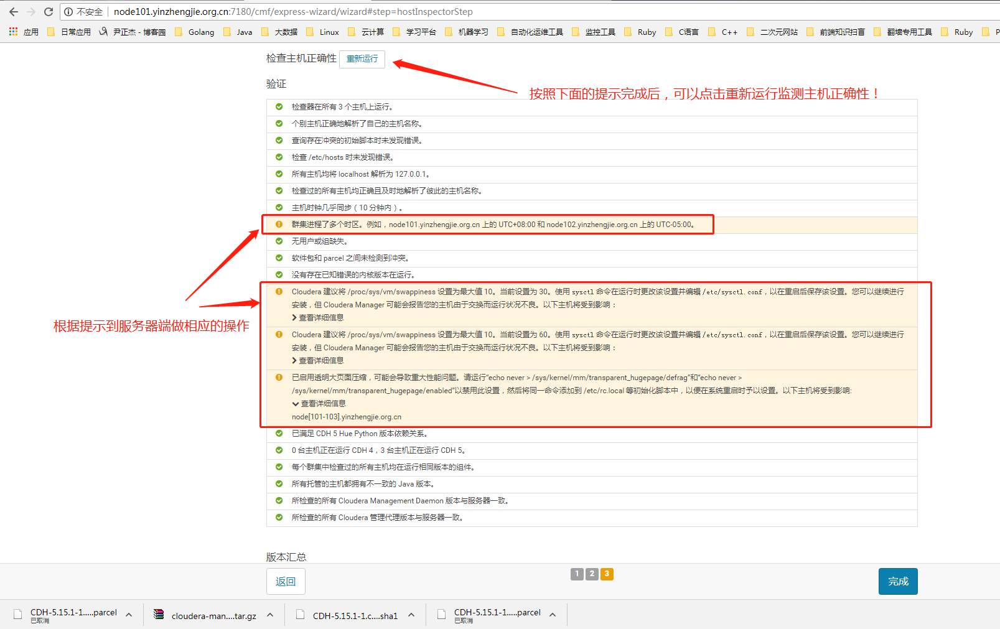 不安全 node101.yinzhengjie.org.cn:7180/cmf/express-wizard/wizard#step=hostInspectorStep
应用 日常应用 尹正杰 - 博客园 Golang Java 大数据 Linux 云计算 学习平台 机器学习 自动化运维工具 监控工具 Ruby C语言 C++ 二次元网站 前端知识扫盲 翻墙专用工具 Ruby P
检查主机正确性 重新运行
验证
按照下面的提示完成后，可以点击重新运行监测主机正确性！
检查器在所有 3 个主机上运行。
个别主机正确地解析了自己的主机名称。
查询存在冲突的初始脚本时未发现错误。
检查 /etc/hosts 时未发现错误。
所有主机均将 localhost 解析为 127.0.0.1。
检查过的所有主机均正确且及时地解析了彼此的主机名称。
主机时钟几乎同步（10 分钟内）。
群集进程了多个时区。例如，node101.yinzhengjie.org.cn 上的 UTC+08:00 和 node102.yinzhengjie.org.cn 上的 UTC-05:00。
无用户或组缺失。
软件包和 parcel 之间未检测到冲突。
没有存在已知错误的内核版本在运行。
Cloudera 建议将 /proc/sys/vm/swappiness 设置为最大值 10。当前设置为 30。使用 sysctl 命令在运行时更改该设置并编辑 /etc/sysctl.conf，以在重启后保存该设置。您可以继续进行
安装，但 Cloudera Manager 可能会报告您的主机由于交换而运行状况不良。以下主机将受到影响：
查看详细信息
根据提示到服务器端做相应的操作
Cloudera 建议将 /proc/sys/vm/swappiness 设置为最大值 10。当前设置为 60。使用 sysctl 命令在运行时更改该设置并编辑 /etc/sysctl.conf，以在重启后保存该设置。您可以继续进行
安装，但 Cloudera Manager 可能会报告您的主机由于交换而运行状况不良。以下主机将受到影响：
查看详细信息
已启用透明大页面压缩，可能会导致重大性能问题。请运行“echo never > /sys/kernel/mm/transparent_hugepage/defrag”和“echo never >
/sys/kernel/mm/transparent_hugepage/enabled”以禁用此设置，然后将同一命令添加到 /etc/rc.local 等初始化脚本中，以便在系统重启时予以设置。以下主机将受到影响:
查看详细信息
node[101-103].yinzhengjie.org.cn
已满足 CDH 5 Hue Python 版本依赖关系。
0 台主机正在运行 CDH 4，3 台主机正在运行 CDH 5。
每个群集中检查过的所有主机均在运行相同版本的组件。
所有托管的主机都拥有不一致的 Java 版本。
所检查的所有 Cloudera Management Daemon 版本与服务器一致。
所检查的所有 Cloudera 管理代理版本与服务器一致。
版本汇总
返回 1 2 3 完成
CDH-5.15.1-1.....parcel cloudera-man....tar.gz CDH-5.15.1-1.c....sha1 CDH-5.15.1-1.....parcel
已取消 已取消